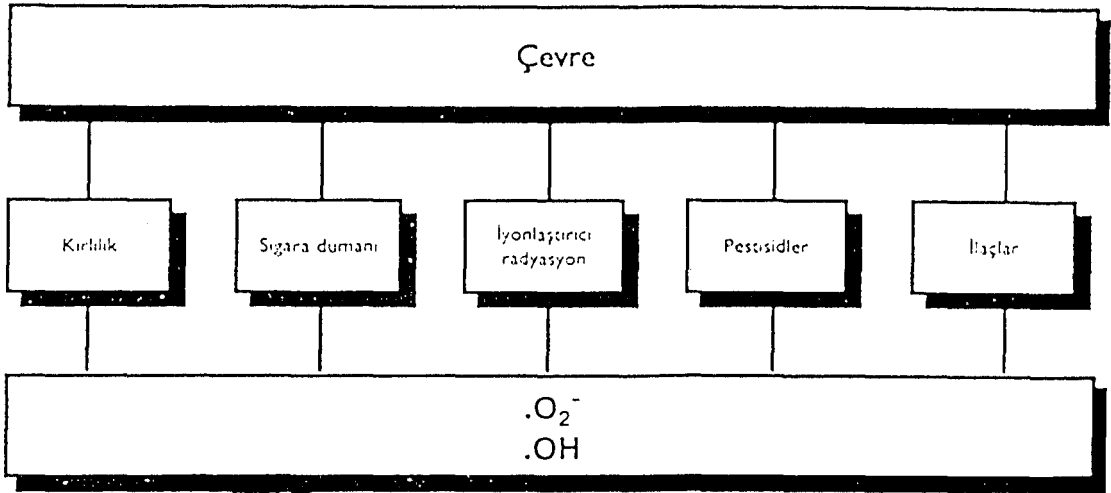 Çevre
Kirlilik
Sigara dumanı
İyonlaştırıcı
radyasyon
Pestisidler
İlaçlar
.O₂⁻
.OH